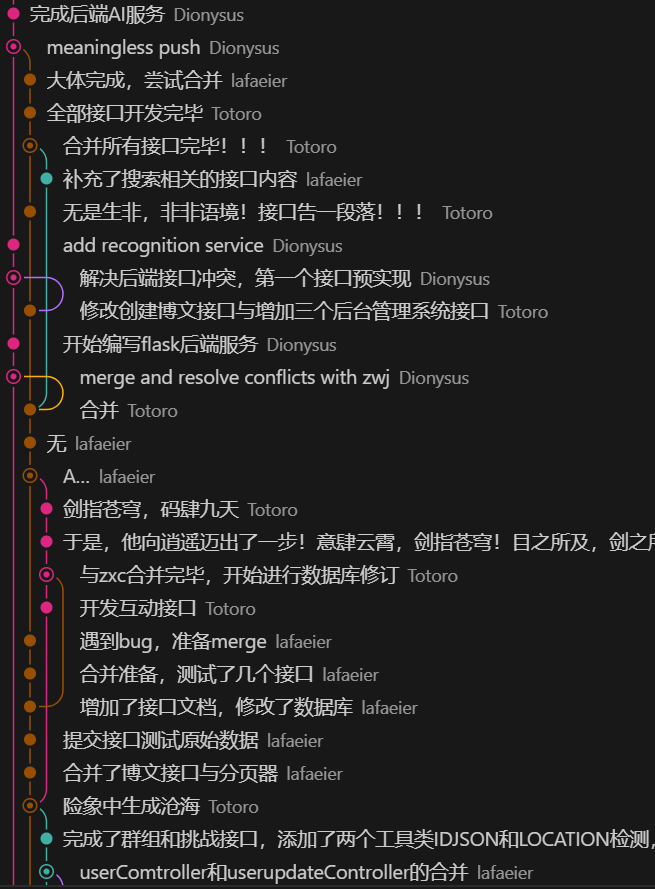 完成后端AI服务 Dionysus
meaningless push Dionysus
大体完成，尝试合并 lafaeier
全部接口开发完毕 Totoro
合并所有接口完毕！！！ Totoro
补充了搜索相关的接口内容 lafaeier
无是生非，非非语境！接口告一段落！！！ Totoro
add recognition service Dionysus
解决后端接口冲突，第一个接口预实现 Dionysus
修改创建博文接口与增加三个后台管理系统接口 Totoro
开始编写flask后端服务 Dionysus
merge and resolve conflicts with zwj Dionysus
合并 Totoro
无 lafaeier
A... lafaeier
剑指苍穹，码肆九天 Totoro
于是，他向逍遥迈出了一步！意肆云霄，剑指苍穹！目之所及，剑之
与zxc合并完毕，开始进行数据库修订 Totoro
开发互动接口 Totoro
遇到bug，准备merge lafaeier
合并准备，测试了几个接口 lafaeier
增加了接口文档，修改了数据库 lafaeier
提交接口测试原始数据 lafaeier
合并了博文接口与分页器 lafaeier
险象中生成沧海 Totoro
完成了群组和挑战接口，添加了两个工具类IDJSON和LOCATION检测，
userComtroller和userupdateController的合并 lafaeier